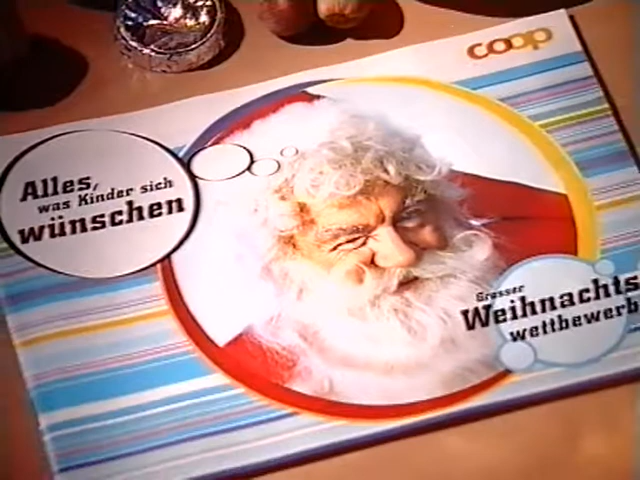 coop
Alles,
was Kinder sich
wünschen
Grosser
Weihnachts
wettbewerb